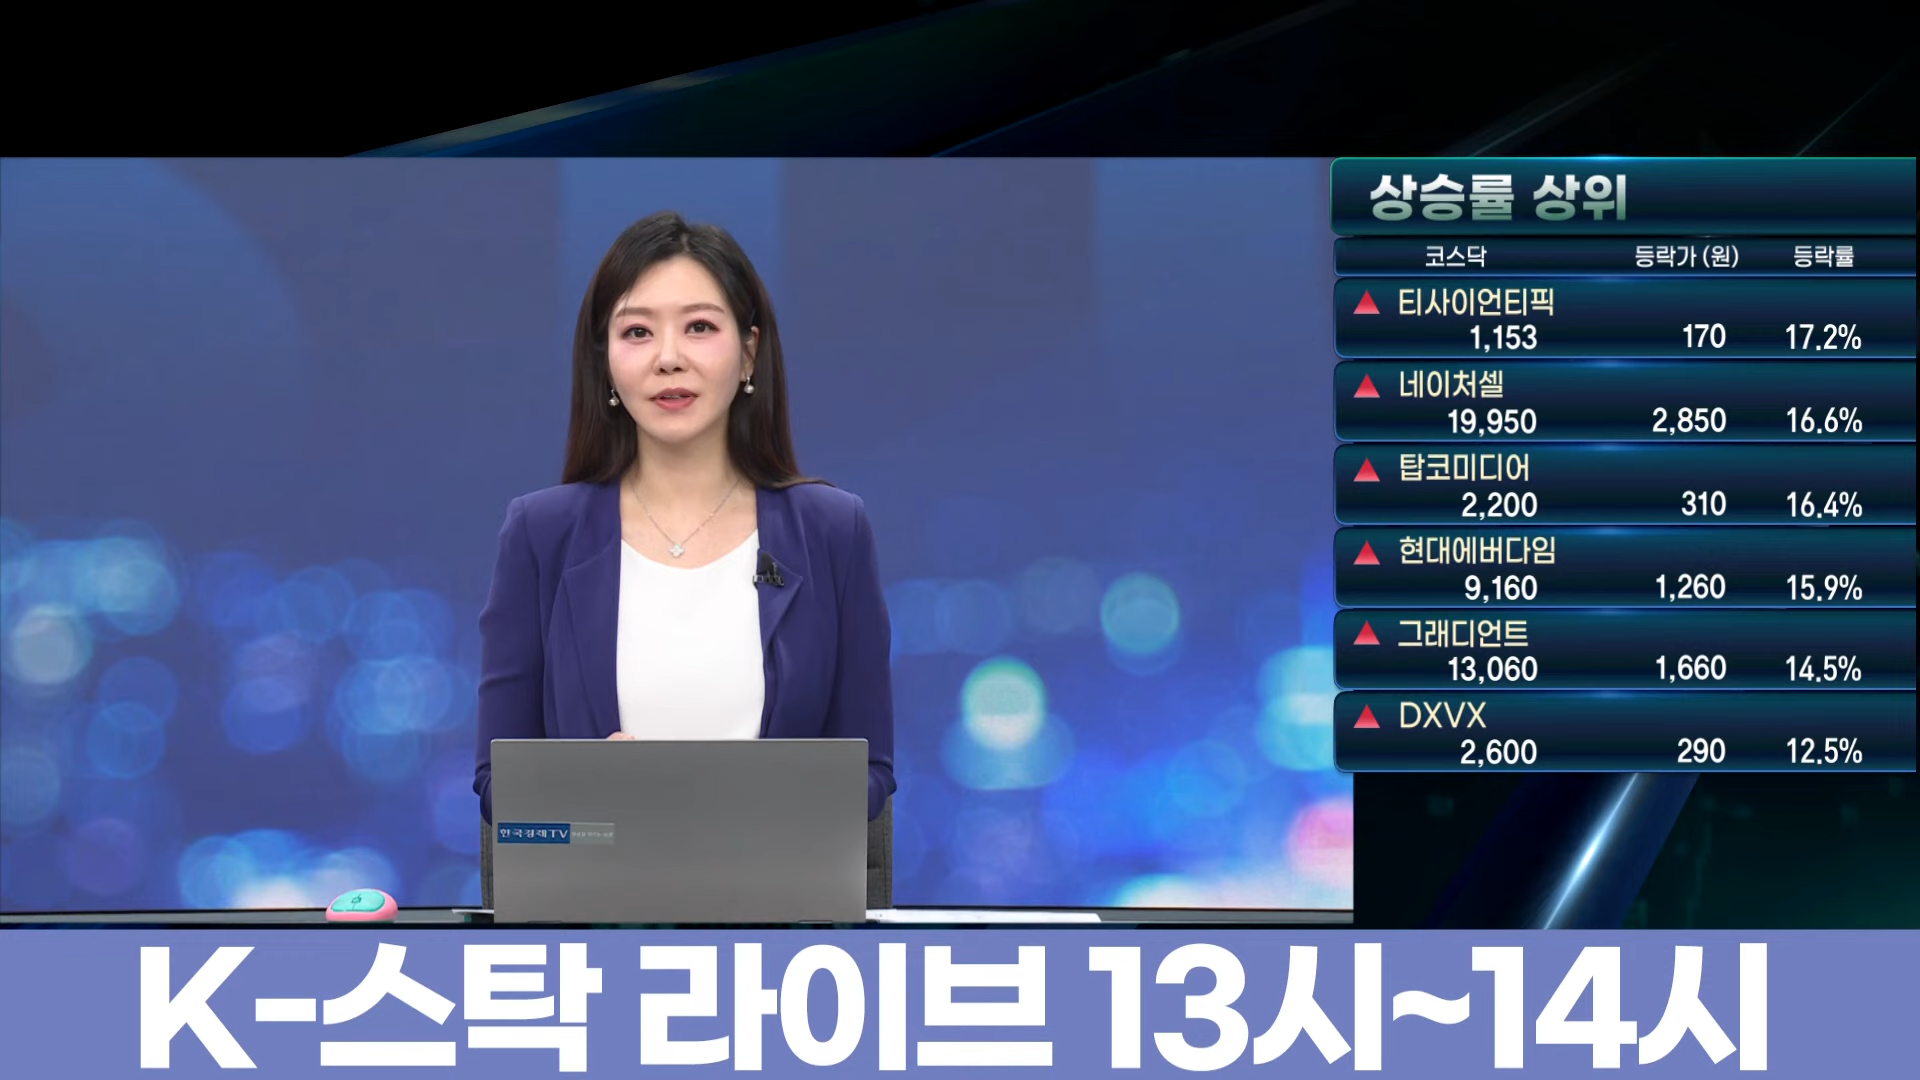 상승률 상위
코스닥 등락가 (원) 등락률
▲ 티사이언티픽
1,153 170 17.2%
▲ 네이처셀
19,950 2,850 16.6%
▲ 탑코미디어
2,200 310 16.4%
▲ 현대에버다임
9,160 1,260 15.9%
▲ 그래디언트
13,060 1,660 14.5%
▲ DXVX
2,600 290 12.5%
한국경제TV
K-스탁 라이브 13시~14시